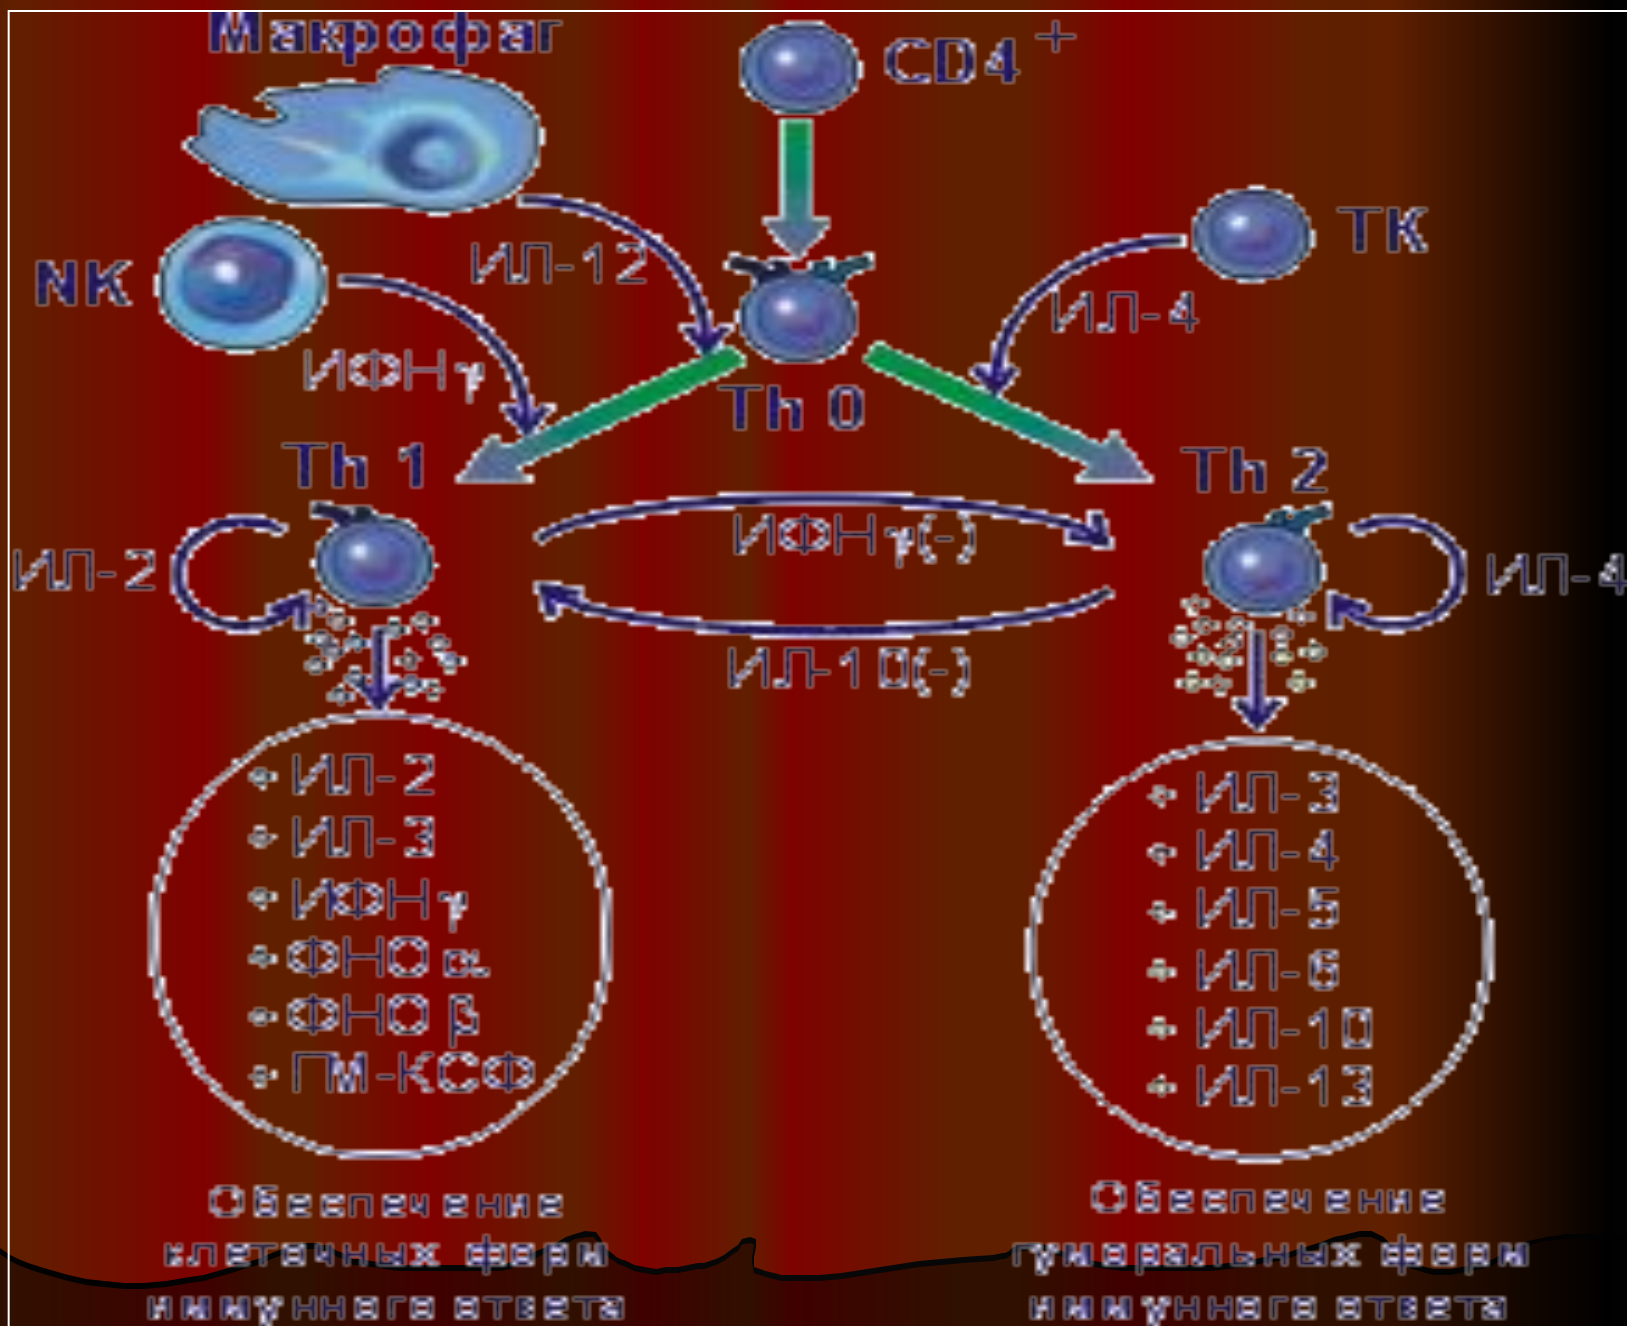 Макрофаг
CD4+
NK
ИЛ-12
ТК
ИЛ-4
ИФНγ
Th 0
Th 1
Th 2
ИЛ-2
ИФНγ(-)
ИЛ-4
ИЛ-10(-)
ИЛ-2
ИЛ-3
ИФНγ
ФНО α
ФНО β
ГМ-КСФ
ИЛ-3
ИЛ-4
ИЛ-5
ИЛ-6
ИЛ-10
ИЛ-13
Обеспечение
клеточных форм
иммунного ответа
Обеспечение
гуморальных форм
иммунного ответа